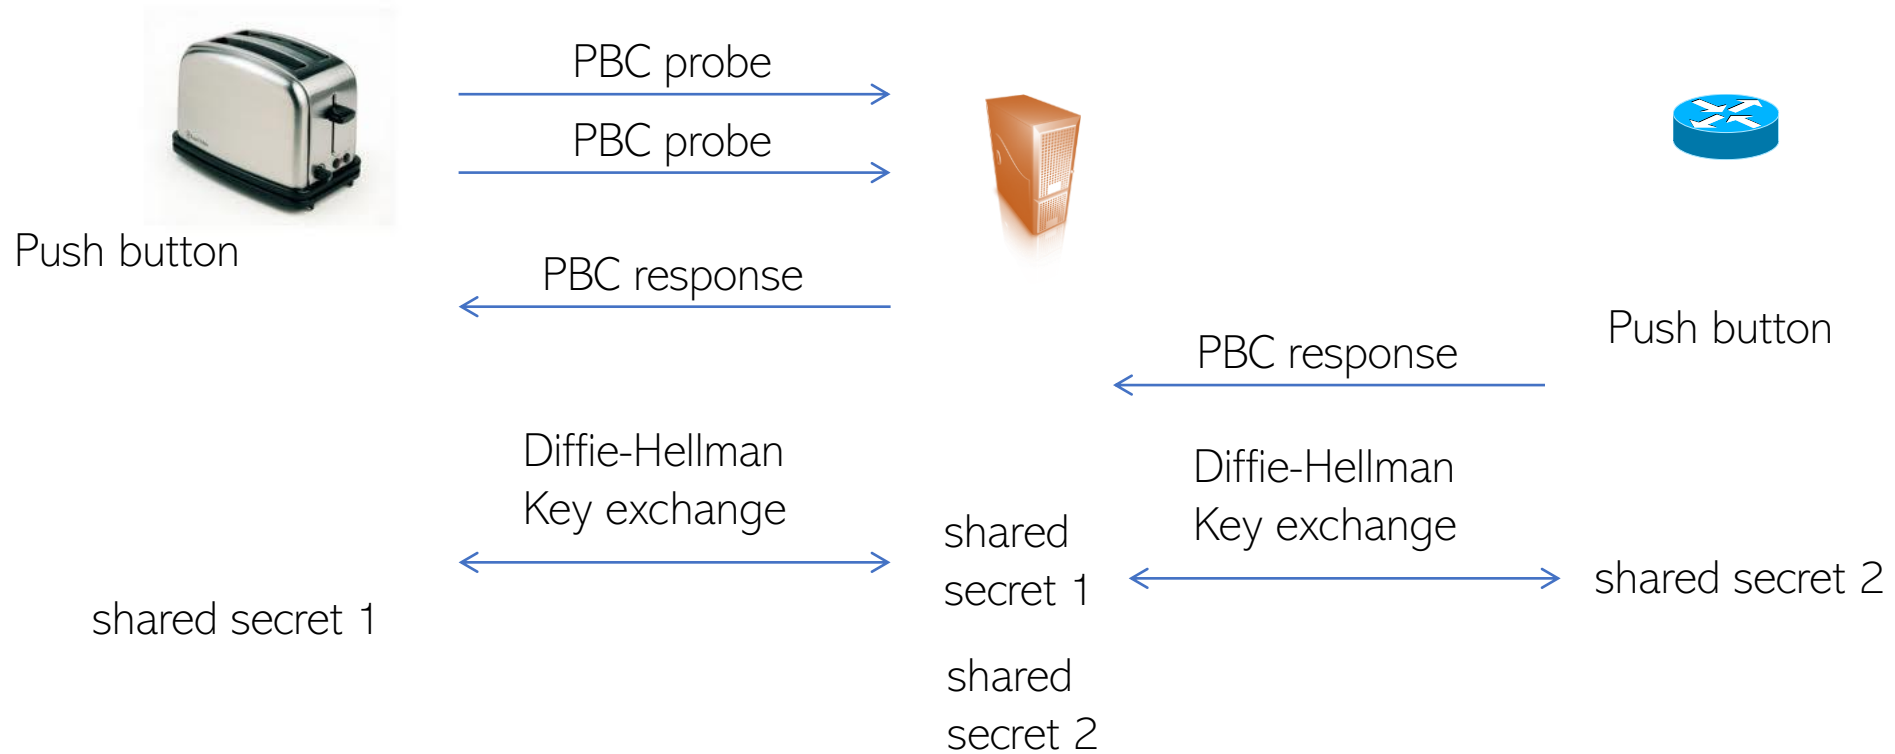 PBC probe
PBC probe
Push button
PBC response
Push button
PBC response
Diffie-Hellman
Key exchange
Diffie-Hellman
Key exchange
shared
secret 1
shared secret 2
shared secret 1
shared
secret 2